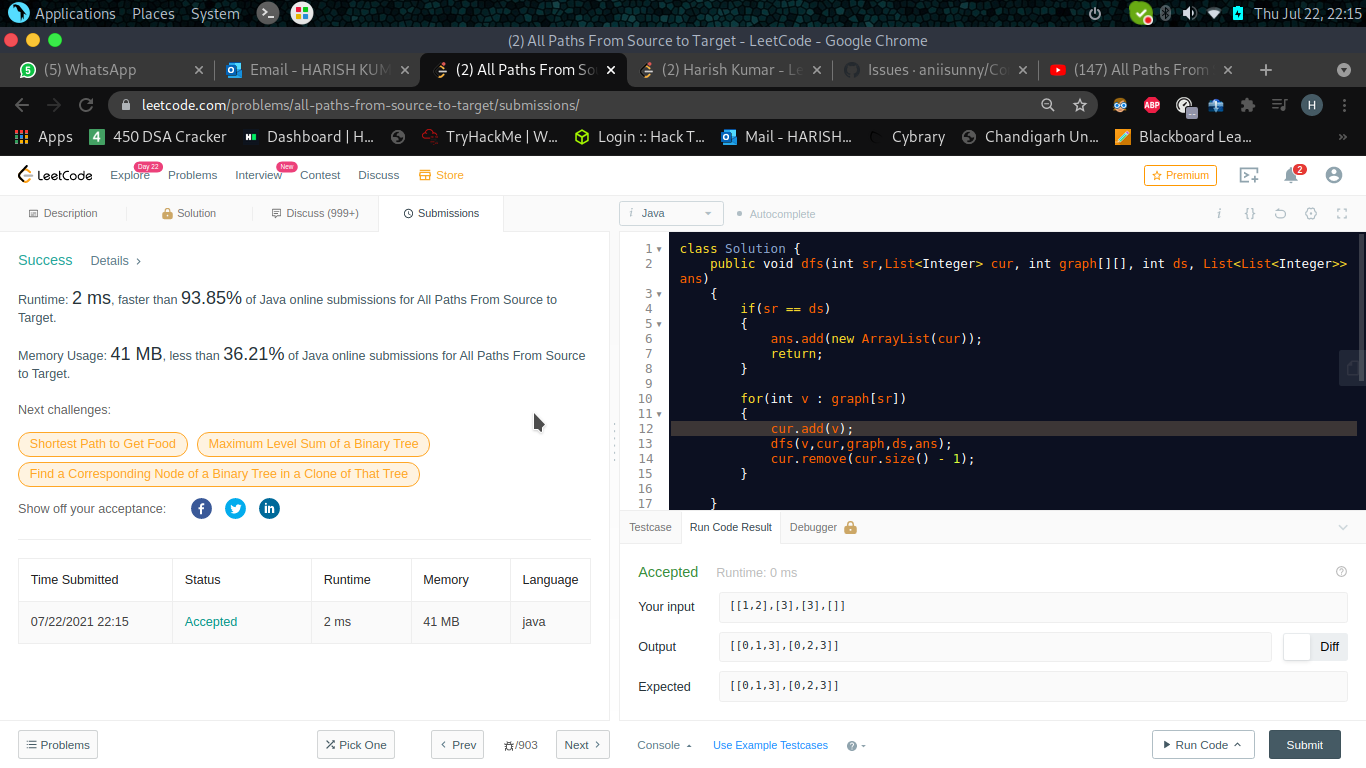 Applications Places System Thu Jul 22, 22:15
(2) All Paths From Source to Target - LeetCode - Google Chrome
(5) WhatsApp Email - HARISH KUM (2) All Paths From So (2) Harish Kumar - Le Issues · aniisunny/Co (147) All Paths From
leetcode.com/problems/all-paths-from-source-to-target/submissions/ ABP H
Apps 4 450 DSA Cracker Dashboard | H... TryHackMe | W... Login :: Hack T... Mail - HARISH... Cybrary Chandigarh Un... Blackboard Lea... »
LeetCode Explore Day 22 Problems Interview New Contest Discuss Store Premium 2
Description Solution Discuss (999+) Submissions
i Java Autocomplete i {}
Success Details >
Runtime: 2 ms, faster than 93.85% of Java online submissions for All Paths From Source to
Target.
Memory Usage: 41 MB, less than 36.21% of Java online submissions for All Paths From Source
to Target.
Next challenges:
Shortest Path to Get Food Maximum Level Sum of a Binary Tree
Find a Corresponding Node of a Binary Tree in a Clone of That Tree
Show off your acceptance:
Time Submitted Status Runtime Memory Language
07/22/2021 22:15 Accepted 2 ms 41 MB java
1 class Solution {
2 public void dfs(int sr,List<Integer> cur, int graph[][], int ds, List<List<Integer>>
ans)
3 {
4 if(sr == ds)
5 {
6 ans.add(new ArrayList(cur));
7 return;
8 }
9
10 for(int v : graph[sr])
11 {
12 cur.add(v);
13 dfs(v,cur,graph,ds,ans);
14 cur.remove(cur.size() - 1);
15 }
16
17 }
Testcase Run Code Result Debugger
Accepted Runtime: 0 ms
Your input [[1,2],[3],[3],[]]
Output [[0,1,3],[0,2,3]] Diff
Expected [[0,1,3],[0,2,3]]
Problems Pick One < Prev /903 Next > Console Use Example Testcases Run Code Submit